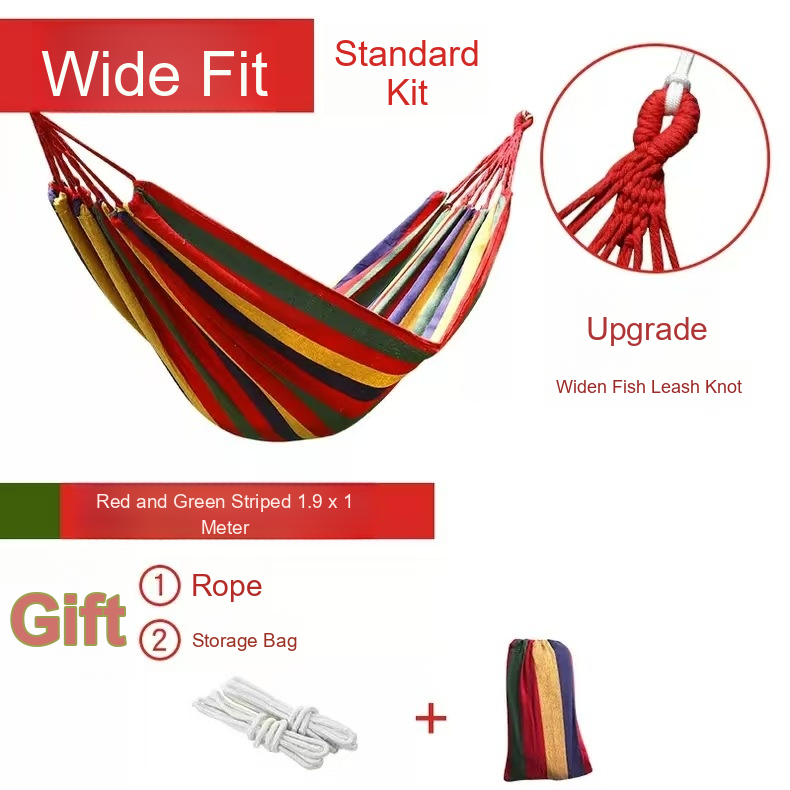 Wide Fit
Standard
Kit
Upgrade
Widen Fish Leash Knot
Red and Green Striped 1.9 x 1
Meter
Gift
1 Rope
2 Storage Bag